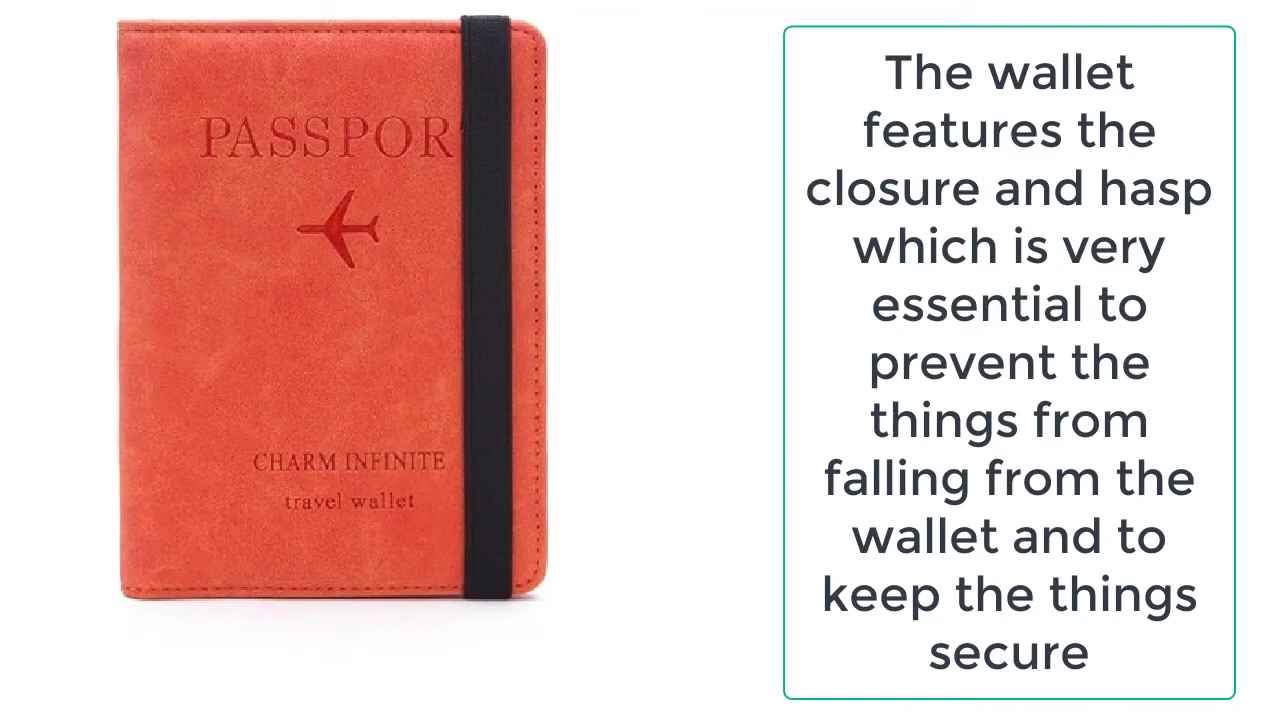 PASSPOR
CHARM INFINITE
travel wallet
The wallet
features the
closure and hasp
which is very
essential to
prevent the
things from
falling from the
wallet and to
keep the things
secure